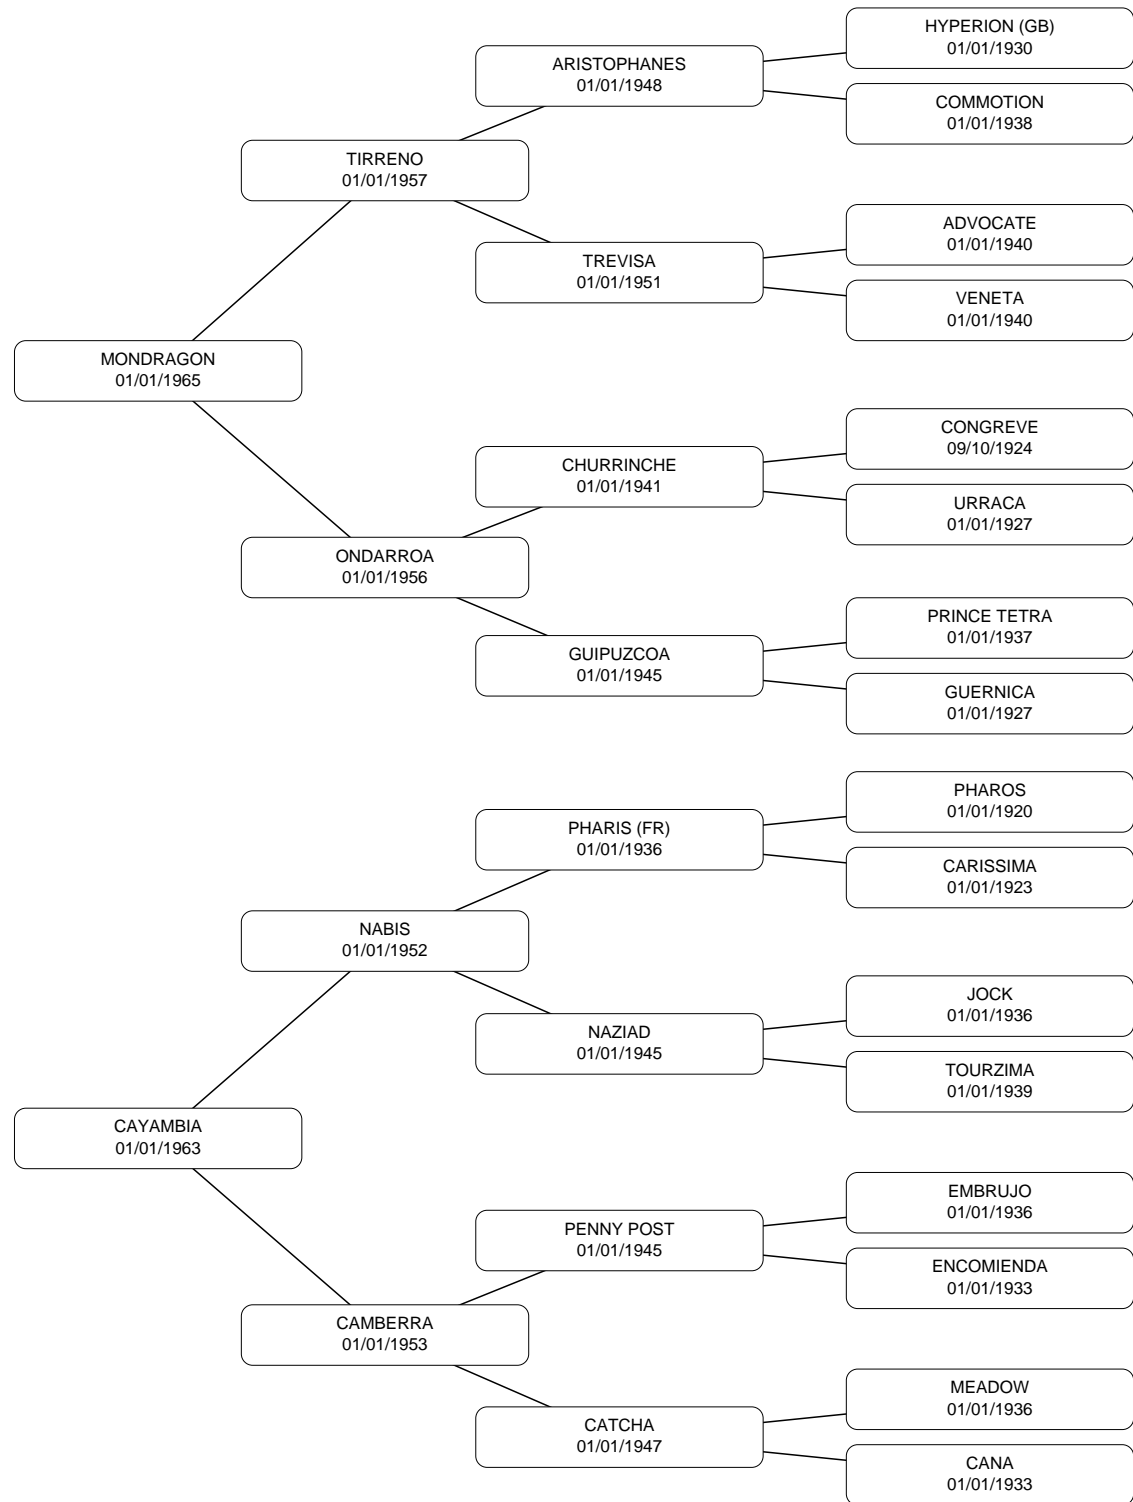 HYPERION (GB)
01/01/1930
ARISTOPHANES
01/01/1948
COMMOTION
01/01/1938
TIRRENO
01/01/1957
ADVOCATE
01/01/1940
TREVISA
01/01/1951
VENETA
01/01/1940
MONDRAGON
01/01/1965
CONGREVE
09/10/1924
CHURRINCHE
01/01/1941
URRACA
01/01/1927
ONDARROA
01/01/1956
PRINCE TETRA
01/01/1937
GUIPUZCOA
01/01/1945
GUERNICA
01/01/1927
PHAROS
01/01/1920
PHARIS (FR)
01/01/1936
CARISSIMA
01/01/1923
NABIS
01/01/1952
JOCK
01/01/1936
NAZIAD
01/01/1945
TOURZIMA
01/01/1939
CAYAMBIA
01/01/1963
EMBRUJO
01/01/1936
PENNY POST
01/01/1945
ENCOMIENDA
01/01/1933
CAMBERRA
01/01/1953
MEADOW
01/01/1936
CATCHA
01/01/1947
CANA
01/01/1933